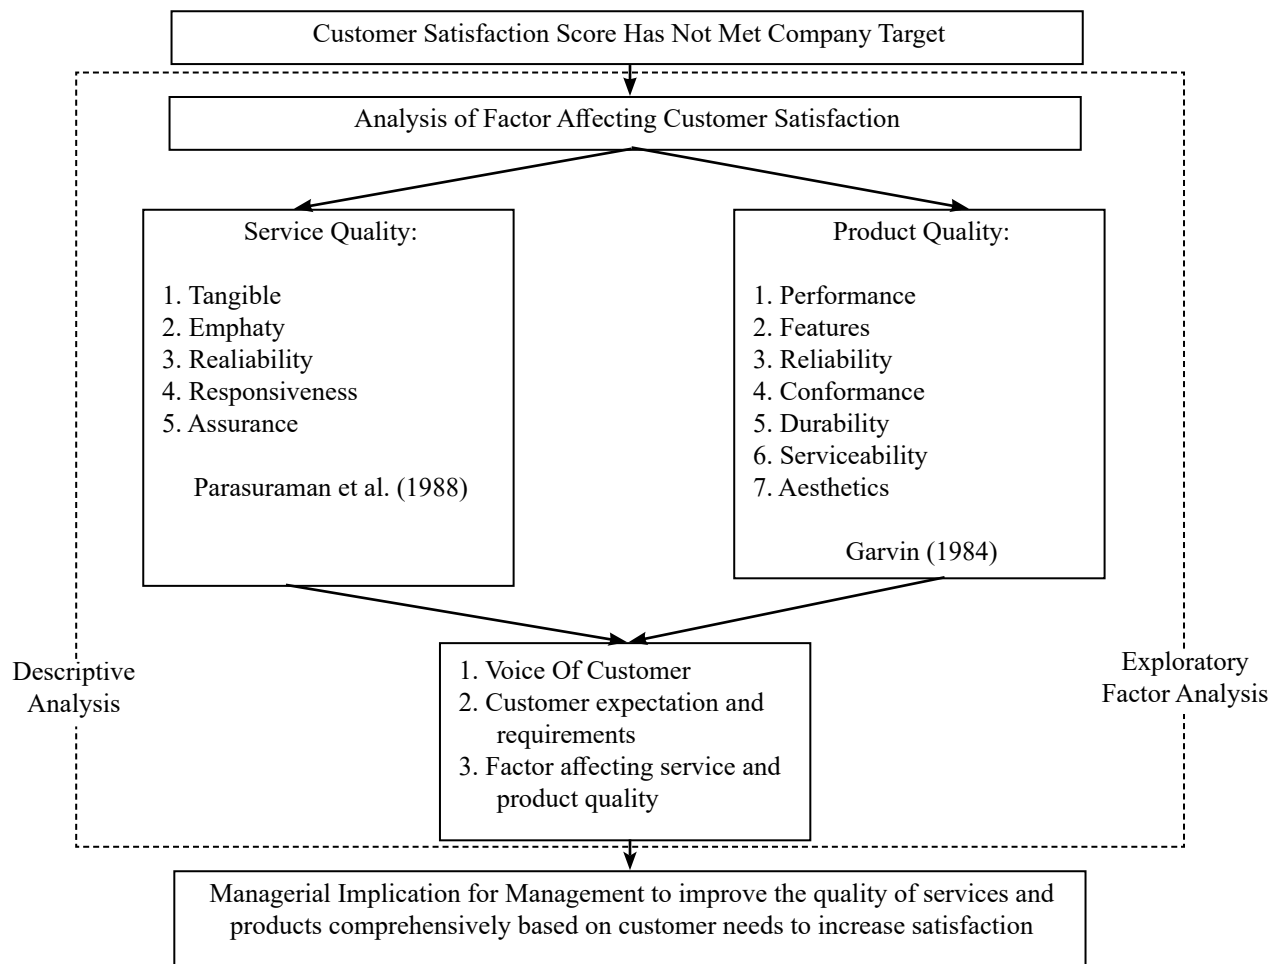 Customer Satisfaction Score Has Not Met Company Target
Analysis of Factor Affecting Customer Satisfaction
Service Quality:
1. Tangible
2. Emphaty
3. Realiability
4. Responsiveness
5. Assurance
Parasuraman et al. (1988)
Product Quality:
1. Performance
2. Features
3. Reliability
4. Conformance
5. Durability
6. Serviceability
7. Aesthetics
Garvin (1984)
Descriptive
Analysis
1. Voice Of Customer
2. Customer expectation and
requirements
3. Factor affecting service and
product quality
Exploratory
Factor Analysis
Managerial Implication for Management to improve the quality of services and
products comprehensively based on customer needs to increase satisfaction